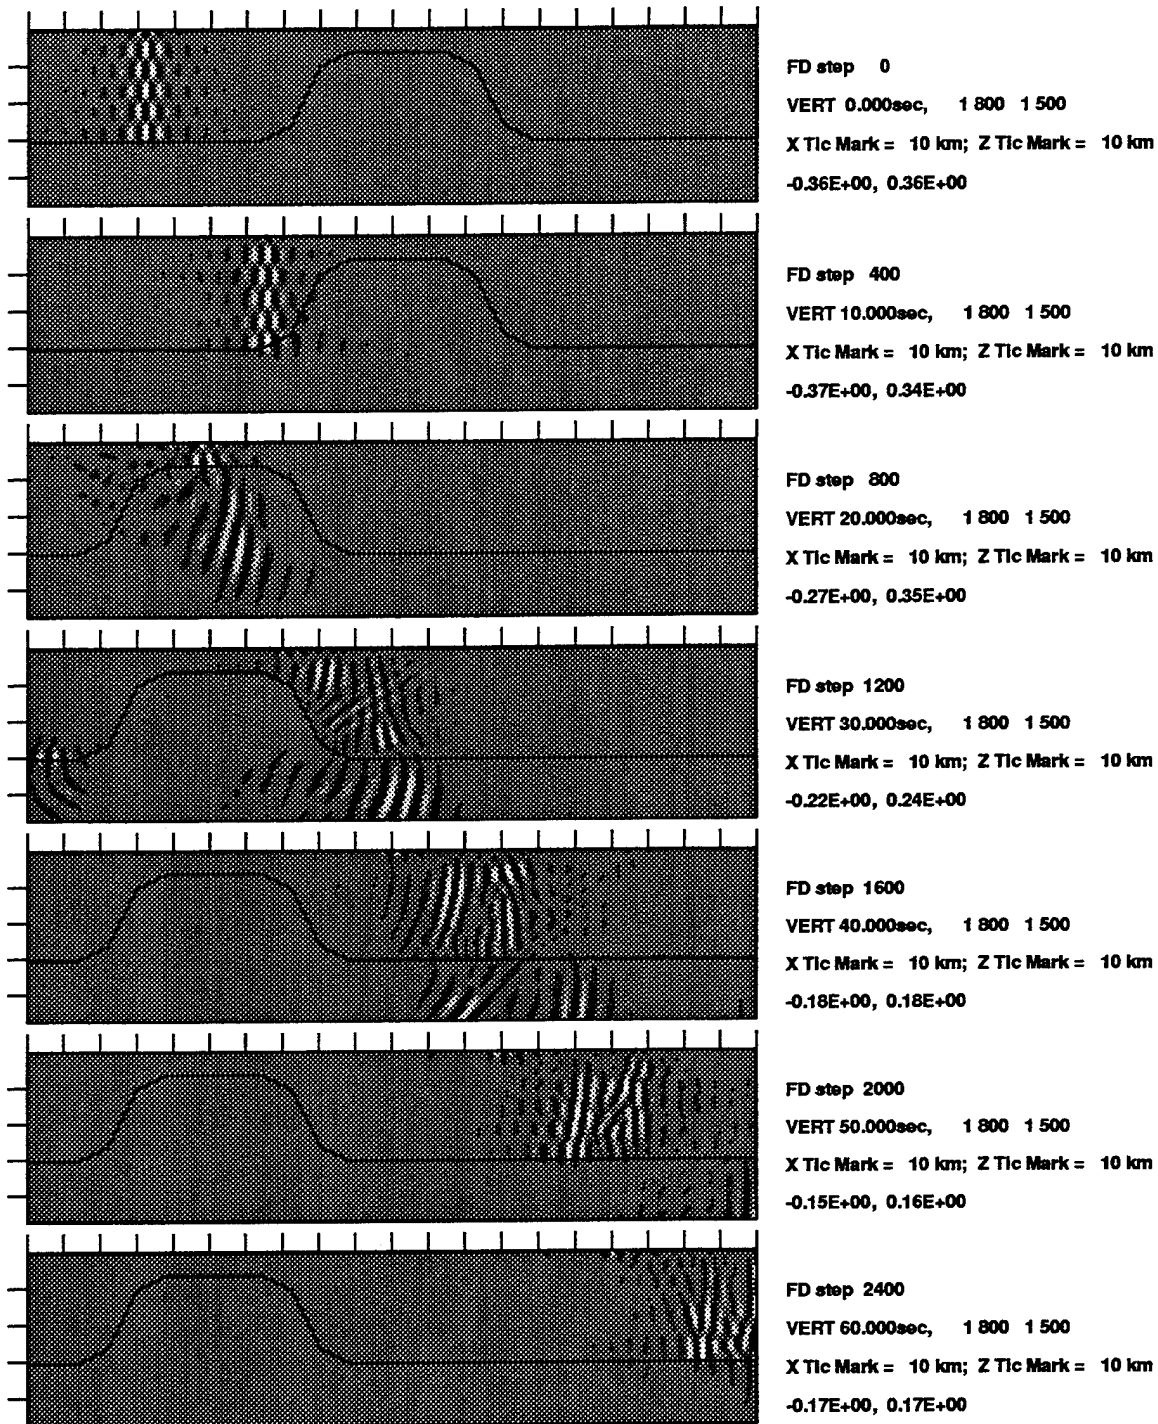 FD step 0
VERT 0.000sec, 1 800 1 500
X Tic Mark = 10 km; Z Tic Mark = 10 km
-0.36E+00, 0.36E+00
FD step 400
VERT 10.000sec, 1 800 1 500
X Tic Mark = 10 km; Z Tic Mark = 10 km
-0.37E+00, 0.34E+00
FD step 800
VERT 20.000sec, 1 800 1 500
X Tic Mark = 10 km; Z Tic Mark = 10 km
-0.27E+00, 0.35E+00
FD step 1200
VERT 30.000sec, 1 800 1 500
X Tic Mark = 10 km; Z Tic Mark = 10 km
-0.22E+00, 0.24E+00
FD step 1600
VERT 40.000sec, 1 800 1 500
X Tic Mark = 10 km; Z Tic Mark = 10 km
-0.18E+00, 0.18E+00
FD step 2000
VERT 50.000sec, 1 800 1 500
X Tic Mark = 10 km; Z Tic Mark = 10 km
-0.15E+00, 0.16E+00
FD step 2400
VERT 60.000sec, 1 800 1 500
X Tic Mark = 10 km; Z Tic Mark = 10 km
-0.17E+00, 0.17E+00